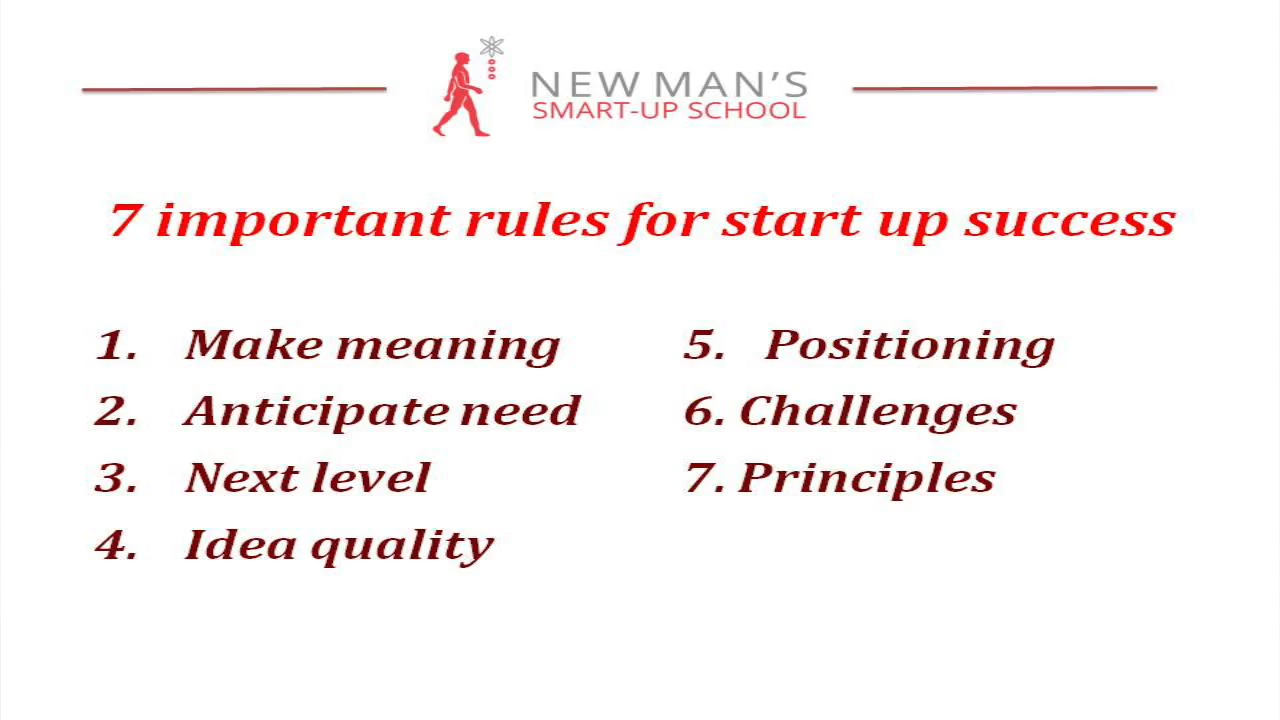 NEW MAN'S
SMART-UP SCHOOL
7 important rules for start up success
1. Make meaning
2. Anticipate need
3. Next level
4. Idea quality
5. Positioning
6. Challenges
7. Principles